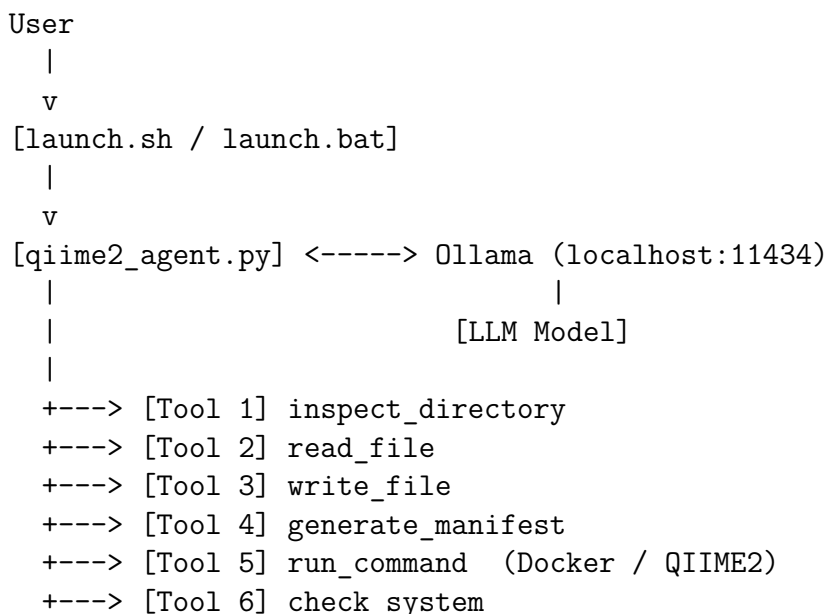 User
  |
  v
[launch.sh / launch.bat]
  |
  v
[qiime2_agent.py] <-----> Ollama (localhost:11434)
  |                              |
  |                        [LLM Model]
  |
  +---> [Tool 1] inspect_directory
  +---> [Tool 2] read_file
  +---> [Tool 3] write_file
  +---> [Tool 4] generate_manifest
  +---> [Tool 5] run_command  (Docker / QIIME2)
  +---> [Tool 6] check system